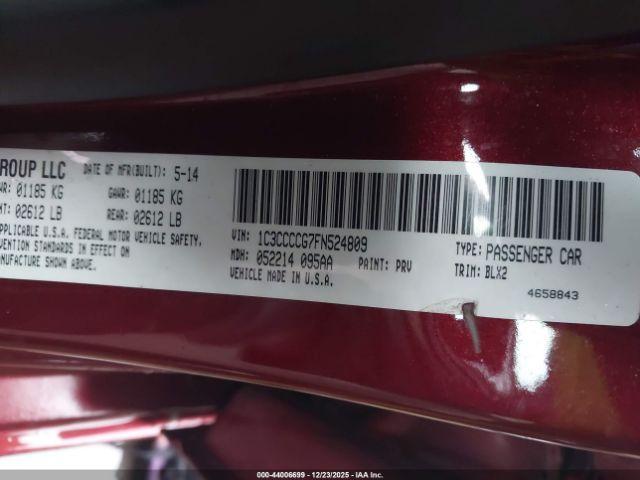 ROUP LLC DATE OF MFR(BUILT): 5-14
WR: 01185 KG GAWR: 01185 KG
NT: 02612 LB REAR: 02612 LB
APPLICABLE U.S.A. FEDERAL MOTOR VEHICLE SAFETY,
VENTION STANDARDS IN EFFECT ON
NUFACTURE SHOWN ABOVE.
VIN: 1C3CCCCG7FN524809
MDH: 052214 095AA PAINT: PRV
VEHICLE MADE IN U.S.A.
TYPE: PASSENGER CAR
TRIM: BLX2
4658843
000-44006699 - 12/23/2025 - IAA Inc.